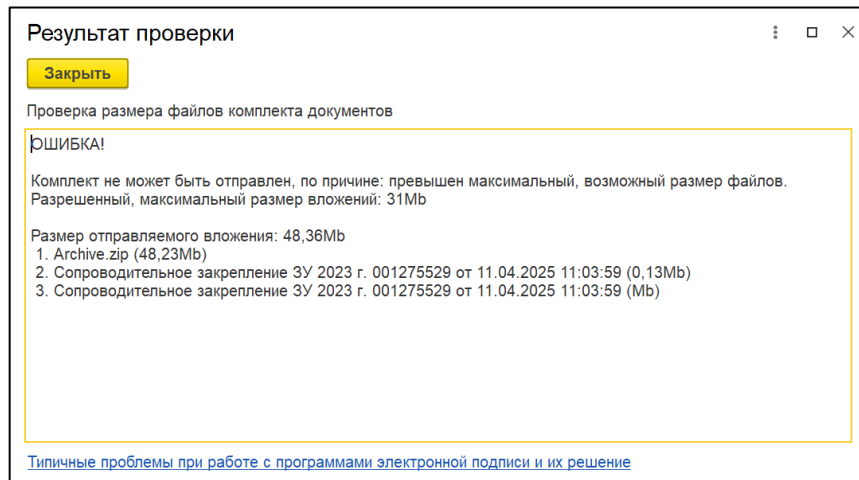 Результат проверки
Закрыть
Проверка размера файлов комплекта документов
ОШИБКА!
Комплект не может быть отправлен, по причине: превышен максимальный, возможный размер файлов.
Разрешенный, максимальный размер вложений: 31Mb
Размер отправляемого вложения: 48,36Mb
1. Archive.zip (48,23Mb)
2. Сопроводительное закрепление ЗУ 2023 г. 001275529 от 11.04.2025 11:03:59 (0,13Mb)
3. Сопроводительное закрепление ЗУ 2023 г. 001275529 от 11.04.2025 11:03:59 (Mb)
Типичные проблемы при работе с программами электронной подписи и их решение